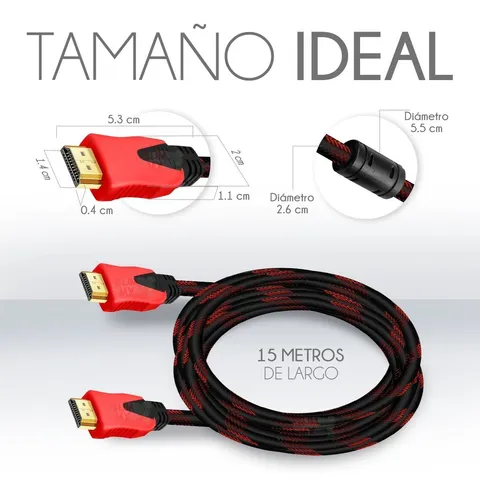 TAMAÑO IDEAL
5.3 cm
2 cm
1.4 cm
1.1 cm
0.4 cm
Diámetro
5.5 cm
Diámetro
2.6 cm
15 METROS
DE LARGO